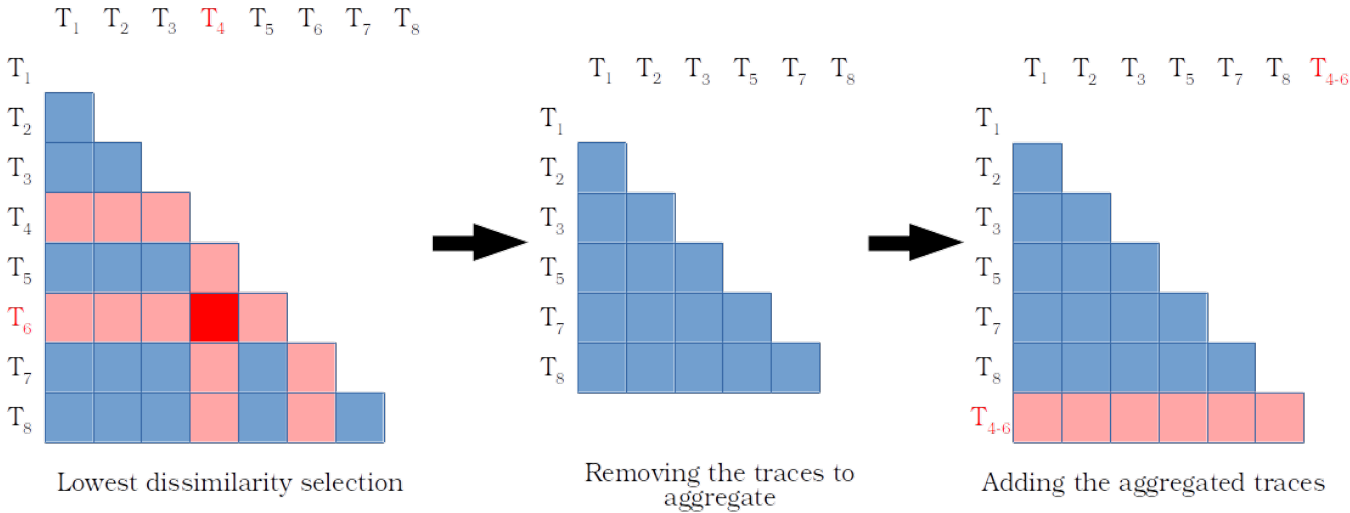 T1 T2 T3 T4 T5 T6 T7 T8
T1
T2
T3
T4
T5
T6
T7
T8
Lowest dissimilarity selection
T1 T2 T3 T5 T7 T8
T1
T2
T3
T5
T7
T8
Removing the traces to
aggregate
T1 T2 T3 T5 T7 T8 T4-6
T1
T2
T3
T5
T7
T8
T4-6
Adding the aggregated traces